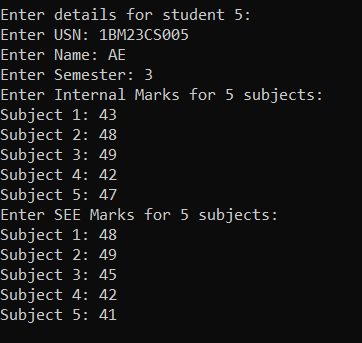 Enter details for student 5:
Enter USN: 1BM23CS005
Enter Name: AE
Enter Semester: 3
Enter Internal Marks for 5 subjects:
Subject 1: 43
Subject 2: 48
Subject 3: 49
Subject 4: 42
Subject 5: 47
Enter SEE Marks for 5 subjects:
Subject 1: 48
Subject 2: 49
Subject 3: 45
Subject 4: 42
Subject 5: 41